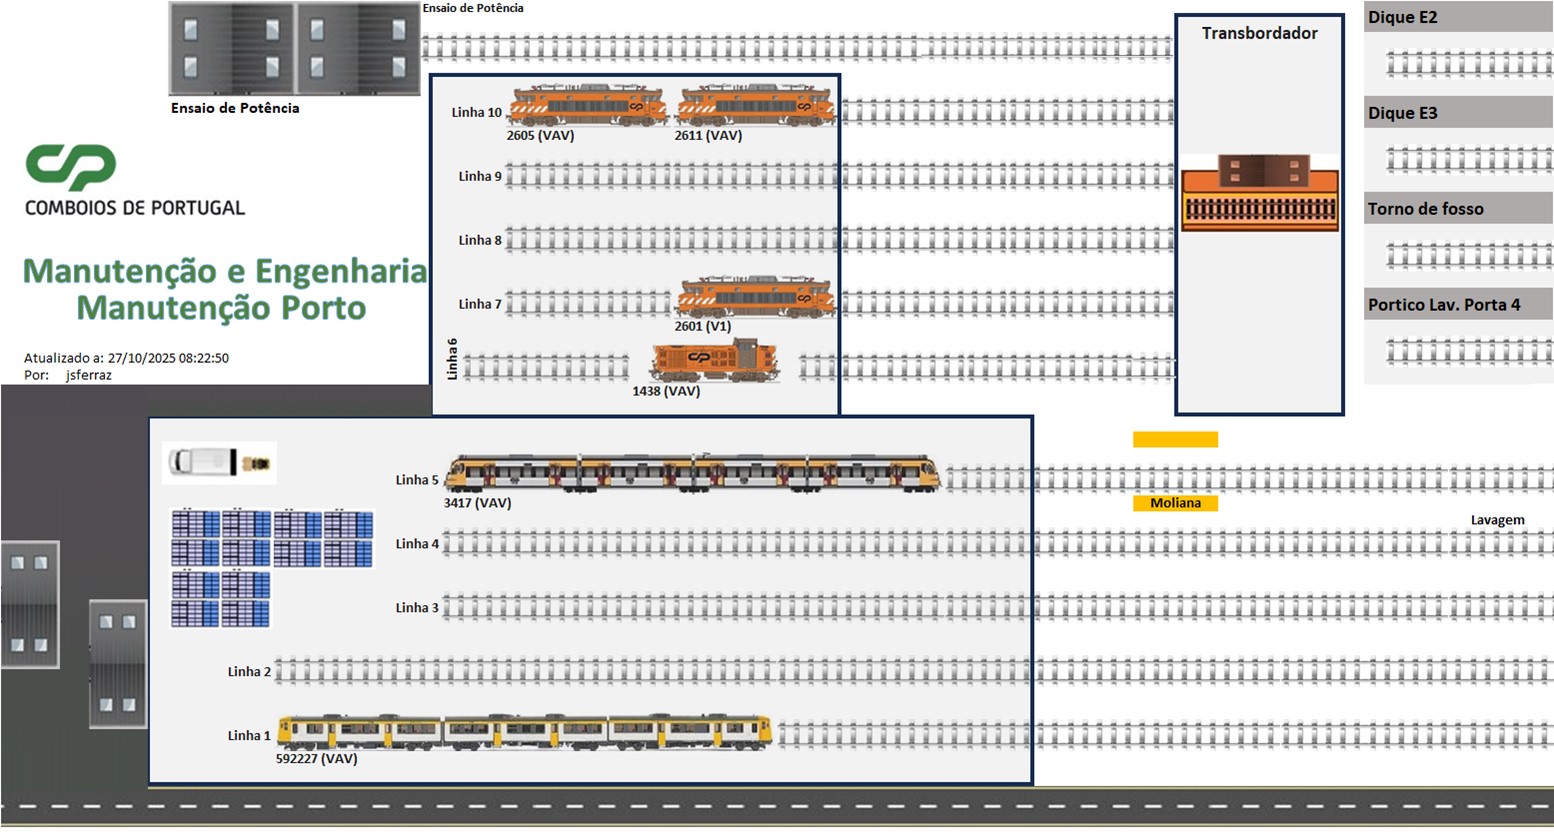 Ensaio de Potência
Ensaio de Potência
CP
COMBOIOS DE PORTUGAL
Manutenção e Engenharia
Manutenção Porto
Atualizado a: 27/10/2025 08:22:50
Por: jsferraz
Linha 10
2605 (VAV)
2611 (VAV)
Linha 9
Linha 8
Linha 7
2601 (V1)
Linha 6
1438 (VAV)
Transbordador
Dique E2
Dique E3
Torno de fosso
Portico Lav. Porta 4
Linha 5
3417 (VAV)
Moliana
Lavagem
Linha 4
Linha 3
Linha 2
Linha 1
592227 (VAV)